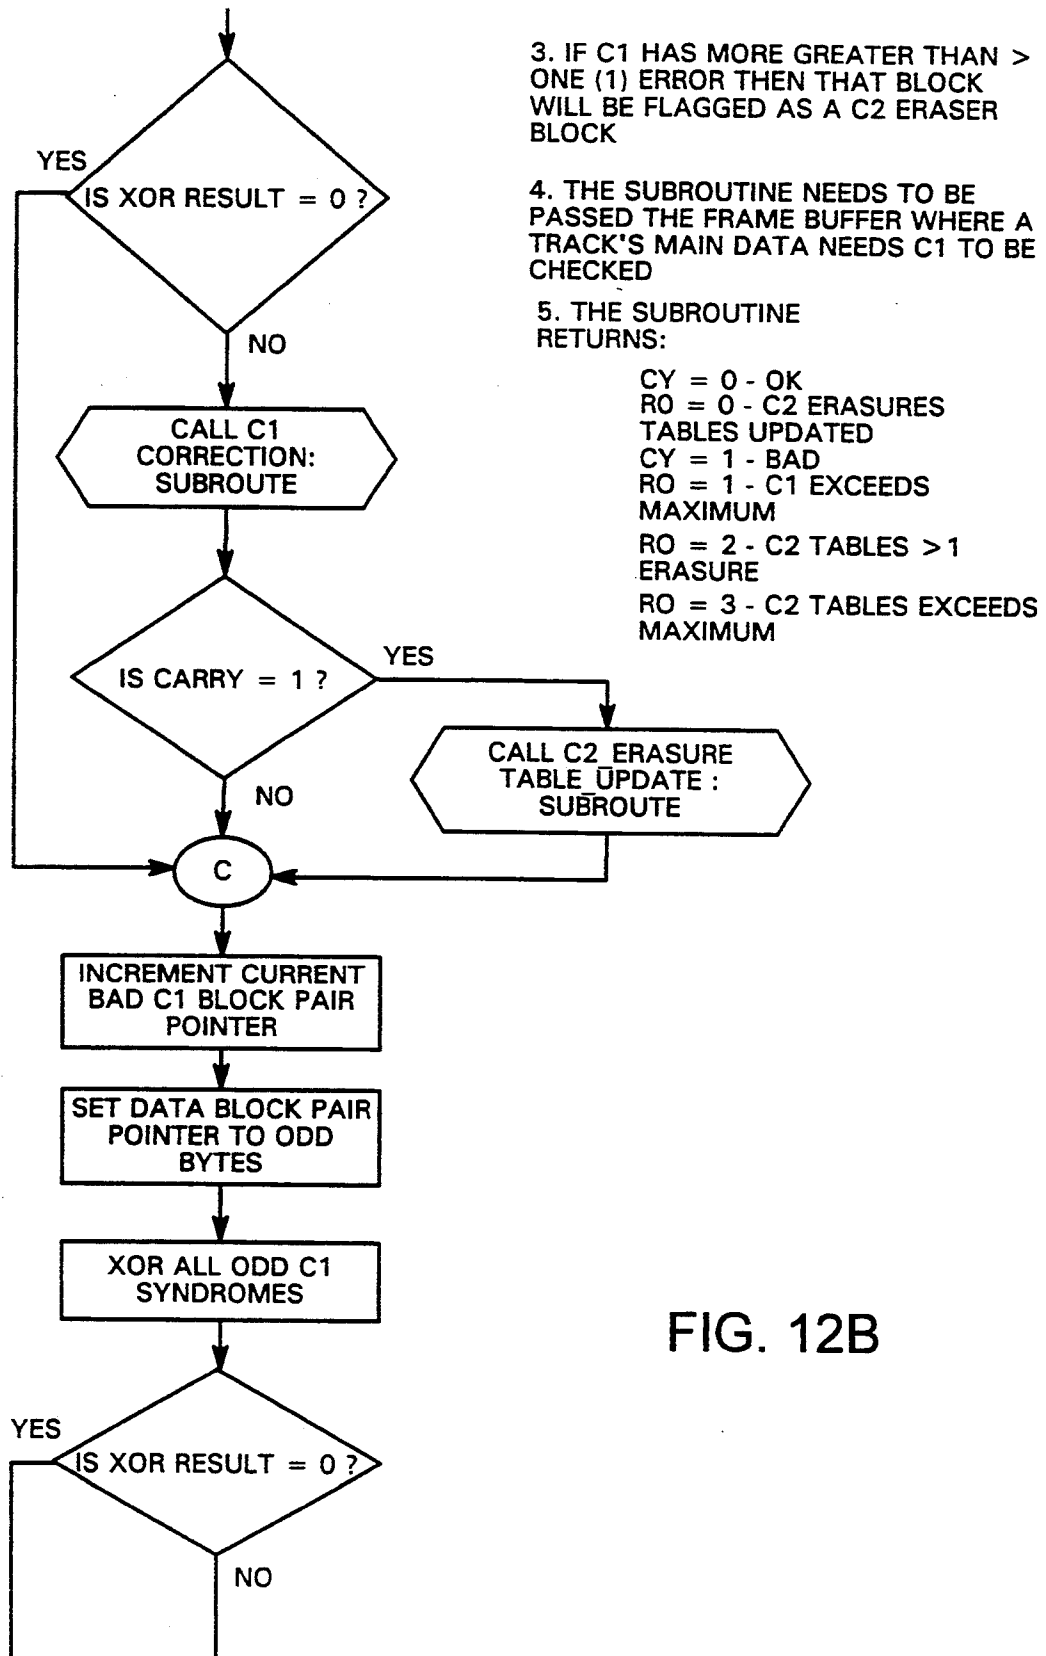 3. IF C1 HAS MORE GREATER THAN >
ONE (1) ERROR THEN THAT BLOCK
WILL BE FLAGGED AS A C2 ERASER
BLOCK
YES
IS XOR RESULT = 0 ?
4. THE SUBROUTINE NEEDS TO BE
PASSED THE FRAME BUFFER WHERE A
TRACK'S MAIN DATA NEEDS C1 TO BE
CHECKED
5. THE SUBROUTINE
RETURNS:
NO
CY = 0 - OK
RO = 0 - C2 ERASURES
TABLES UPDATED
CY = 1 - BAD
RO = 1 - C1 EXCEEDS
MAXIMUM
RO = 2 - C2 TABLES >1
ERASURE
RO = 3 - C2 TABLES EXCEEDS
MAXIMUM
CALL C1
CORRECTION:
SUBROUTE
IS CARRY = 1 ?
YES
CALL C2_ERASURE
TABLE_UPDATE :
SUBROUTE
NO
C
INCREMENT CURRENT
BAD C1 BLOCK PAIR
POINTER
SET DATA BLOCK PAIR
POINTER TO ODD
BYTES
XOR ALL ODD C1
SYNDROMES
FIG. 12B
YES
IS XOR RESULT = 0 ?
NO